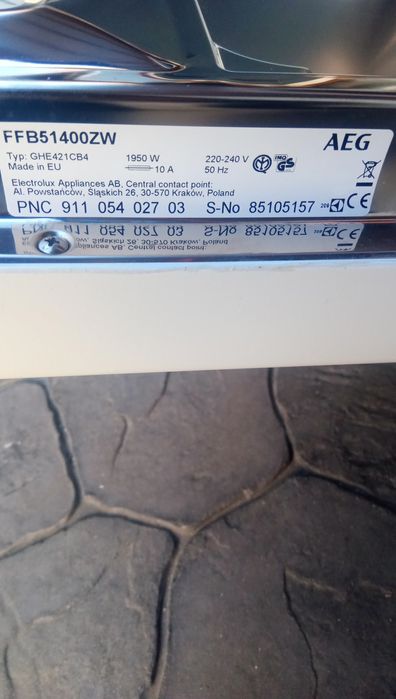 FFB51400ZW
AEG
Typ: GHE421CB4 1950 W 220-240 V
Made in EU 10 A 50 Hz
Electrolux Appliances AB, Central contact point:
Al. Powstańców, Śląskich 26, 30-570 Kraków, Poland
PNC 911 054 027 03 S-No 85105157